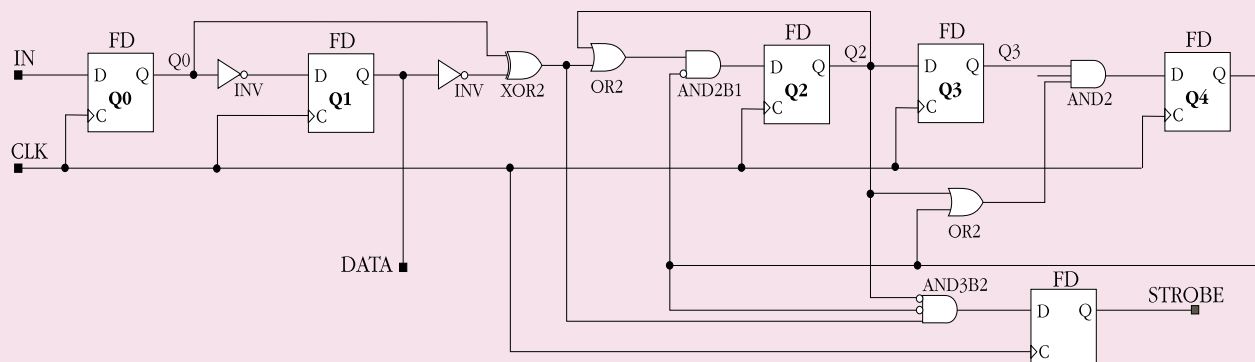 IN
FD
D Q
Q0
C
Q0
INV
FD
D Q
Q1
C
INV
XOR2
OR2
AND2B1
FD
D Q
Q2
C
Q2
FD
D Q
Q3
C
Q3
AND2
FD
D Q
Q4
C
CLK
OR2
DATA
AND3B2
FD
D Q
C
STROBE